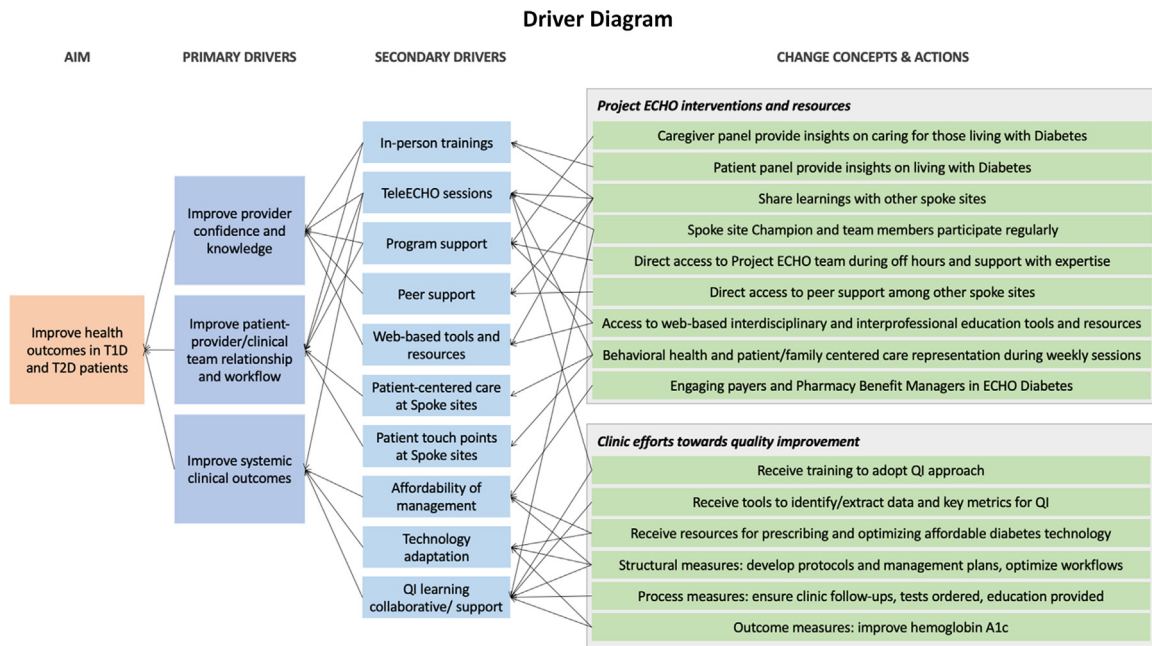 Driver Diagram
AIM
PRIMARY DRIVERS
SECONDARY DRIVERS
CHANGE CONCEPTS & ACTIONS
Improve health
outcomes in T1D
and T2D patients
Improve provider
confidence and
knowledge
Improve patient-
provider/clinical
team relationship
and workflow
Improve systemic
clinical outcomes
In-person trainings
TeleECHO sessions
Program support
Peer support
Web-based tools and
resources
Patient-centered care
at Spoke sites
Patient touch points
at Spoke sites
Affordability of
management
Technology
adaptation
QI learning
collaborative/ support
Project ECHO interventions and resources
Caregiver panel provide insights on caring for those living with Diabetes
Patient panel provide insights on living with Diabetes
Share learnings with other spoke sites
Spoke site Champion and team members participate regularly
Direct access to Project ECHO team during off hours and support with expertise
Direct access to peer support among other spoke sites
Access to web-based interdisciplinary and interprofessional education tools and resources
Behavioral health and patient/family centered care representation during weekly sessions
Engaging payers and Pharmacy Benefit Managers in ECHO Diabetes
Clinic efforts towards quality improvement
Receive training to adopt QI approach
Receive tools to identify/extract data and key metrics for QI
Receive resources for prescribing and optimizing affordable diabetes technology
Structural measures: develop protocols and management plans, optimize workflows
Process measures: ensure clinic follow-ups, tests ordered, education provided
Outcome measures: improve hemoglobin A1c